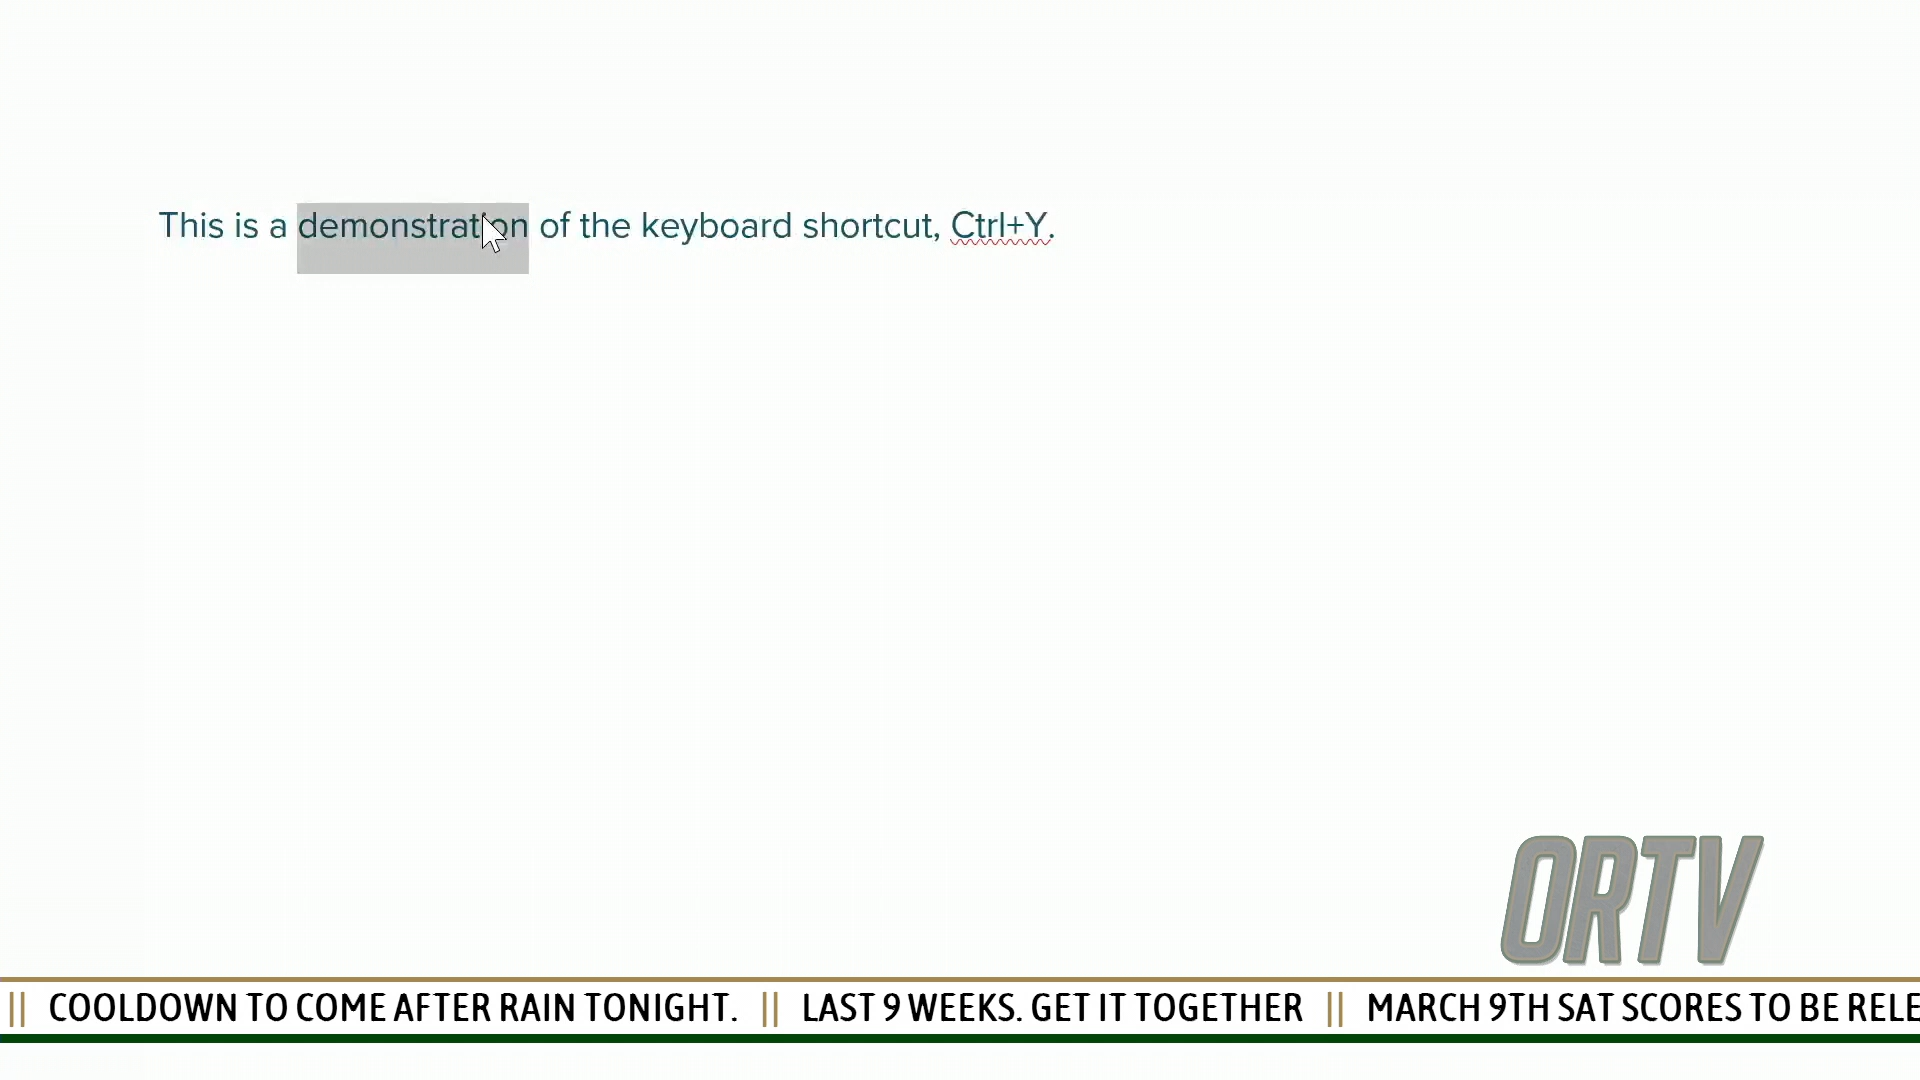 This is a demonstration of the keyboard shortcut, Ctrl+Y.
ORTV
|| COOLDOWN TO COME AFTER RAIN TONIGHT. || LAST 9 WEEKS. GET IT TOGETHER || MARCH 9TH SAT SCORES TO BE RELE